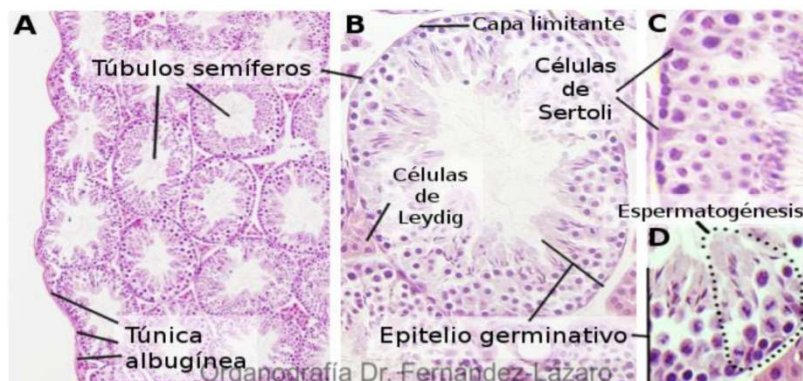 A
Túbulos semíferos
Túnica
albugínea
B
Capa limitante
Células
de
Leydig
Epitelio germinativo
C
Células
de
Sertoli
Espermatogénesis
D
Organografía Dr. Fernández-Lázaro